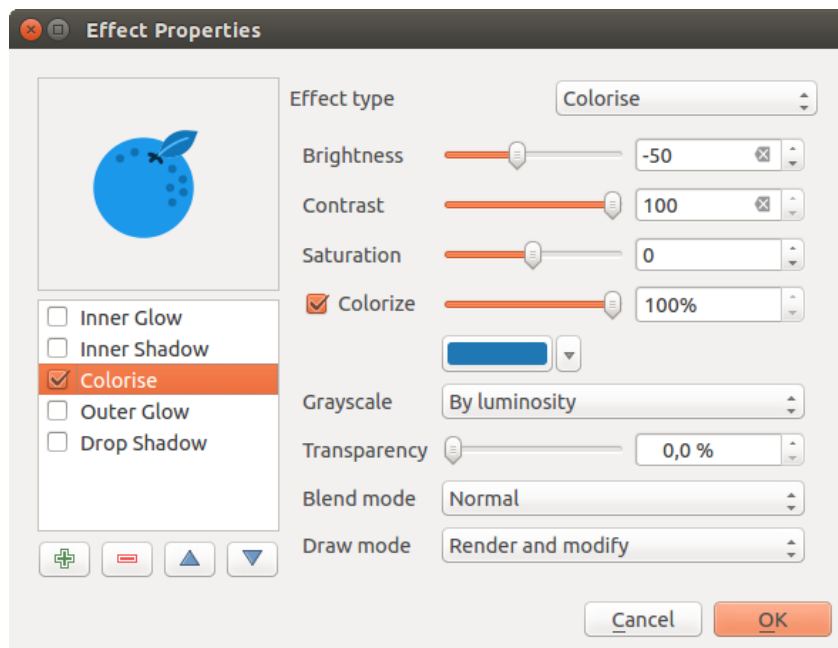 Effect Properties
Effect type Colorise
Brightness -50
Contrast 100
Saturation 0
Colorize 100%
Grayscale By luminosity
Transparency 0,0 %
Blend mode Normal
Draw mode Render and modify
Inner Glow
Inner Shadow
Colorise
Outer Glow
Drop Shadow
Cancel OK